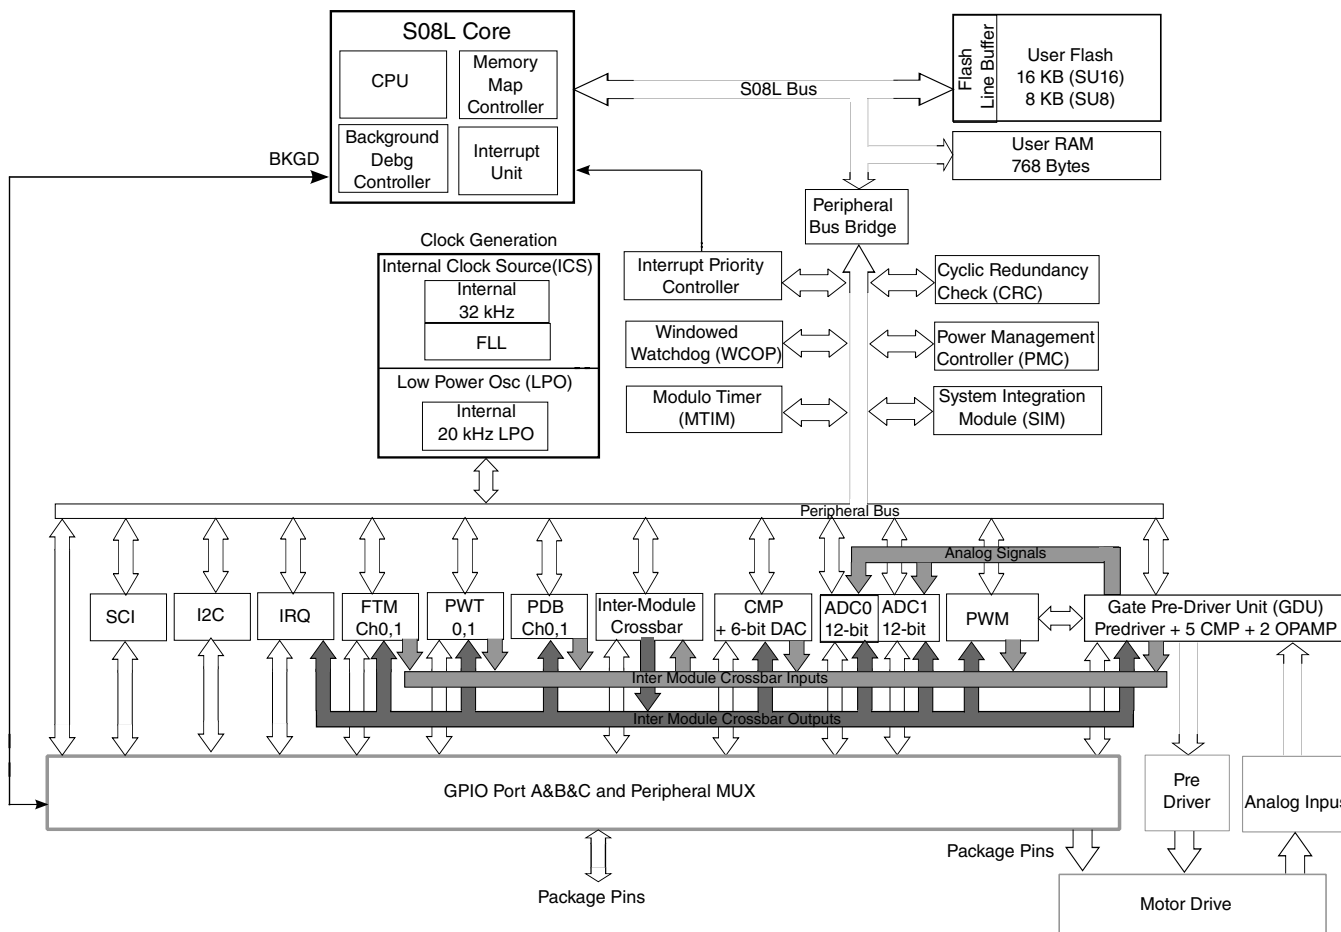 S08L Core
CPU
Memory
Map
Controller
Background
Debg
Controller
Interrupt
Unit
BKGD
S08L Bus
Flash
Line Buffer
User Flash
16 KB (SU16)
8 KB (SU8)
User RAM
768 Bytes
Peripheral
Bus Bridge
Clock Generation
Internal Clock Source(ICS)
Internal
32 kHz
FLL
Low Power Osc (LPO)
Internal
20 kHz LPO
Interrupt Priority
Controller
Cyclic Redundancy
Check (CRC)
Windowed
Watchdog (WCOP)
Power Management
Controller (PMC)
Modulo Timer
(MTIM)
System Integration
Module (SIM)
Peripheral Bus
Analog Signals
SCI
I2C
IRQ
FTM
Ch0,1
PWT
0,1
PDB
Ch0,1
Inter-Module
Crossbar
CMP
+ 6-bit DAC
ADC0
12-bit
ADC1
12-bit
PWM
Gate Pre-Driver Unit (GDU)
Predriver + 5 CMP + 2 OPAMP
Inter Module Crossbar Inputs
Inter Module Crossbar Outputs
GPIO Port A&B&C and Peripheral MUX
Pre
Driver
Analog Inpus
Package Pins
Package Pins
Motor Drive